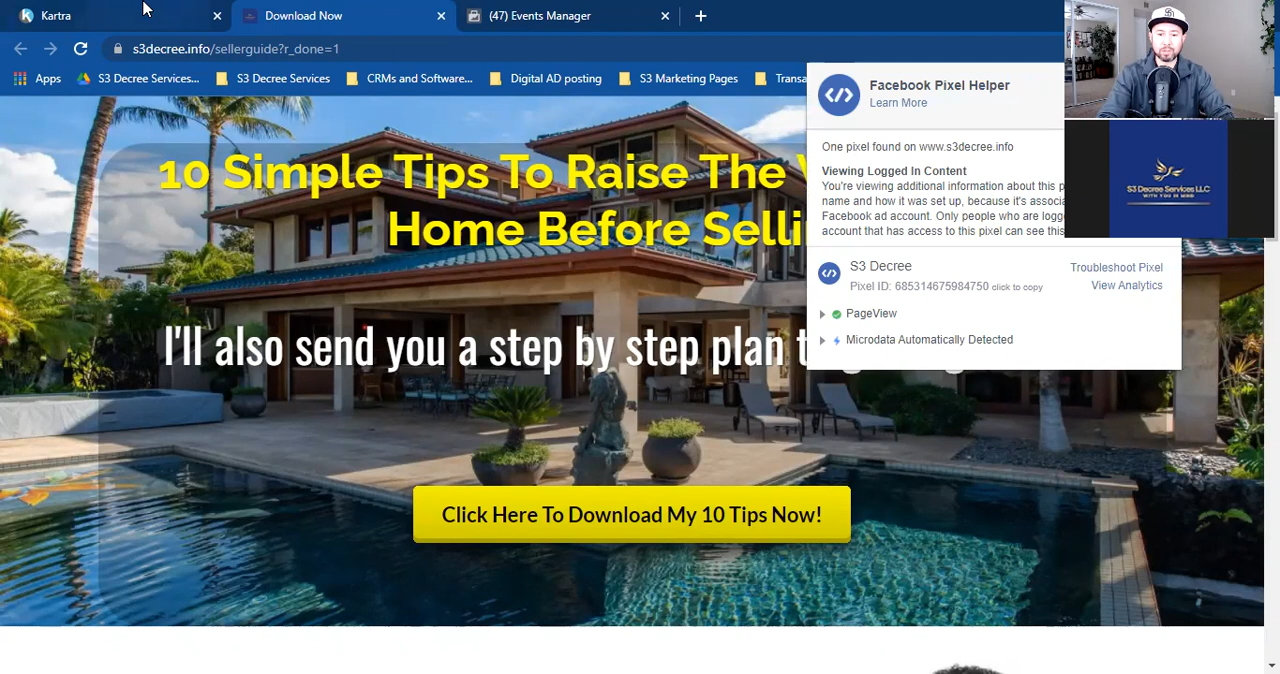 Kartra
Download Now
(47) Events Manager
s3decree.info/sellerguide?r_done=1
Apps
S3 Decree Services...
S3 Decree Services
CRMs and Software...
Digital AD posting
S3 Marketing Pages
Transa
10 Simple Tips To Raise The
Home Before Selli
I'll also send you a step by step plan
Click Here To Download My 10 Tips Now!
Facebook Pixel Helper
Learn More
One pixel found on www.s3decree.info
Viewing Logged In Content
You're viewing additional information about this p
name and how it was set up, because it's associa
Facebook ad account. Only people who are logg
account that has access to this pixel can see this
S3 Decree
Pixel ID: 685314675984750 click to copy
Troubleshoot Pixel
View Analytics
PageView
Microdata Automatically Detected
S3 Decree Services LLC
WITH YOU IN MIND